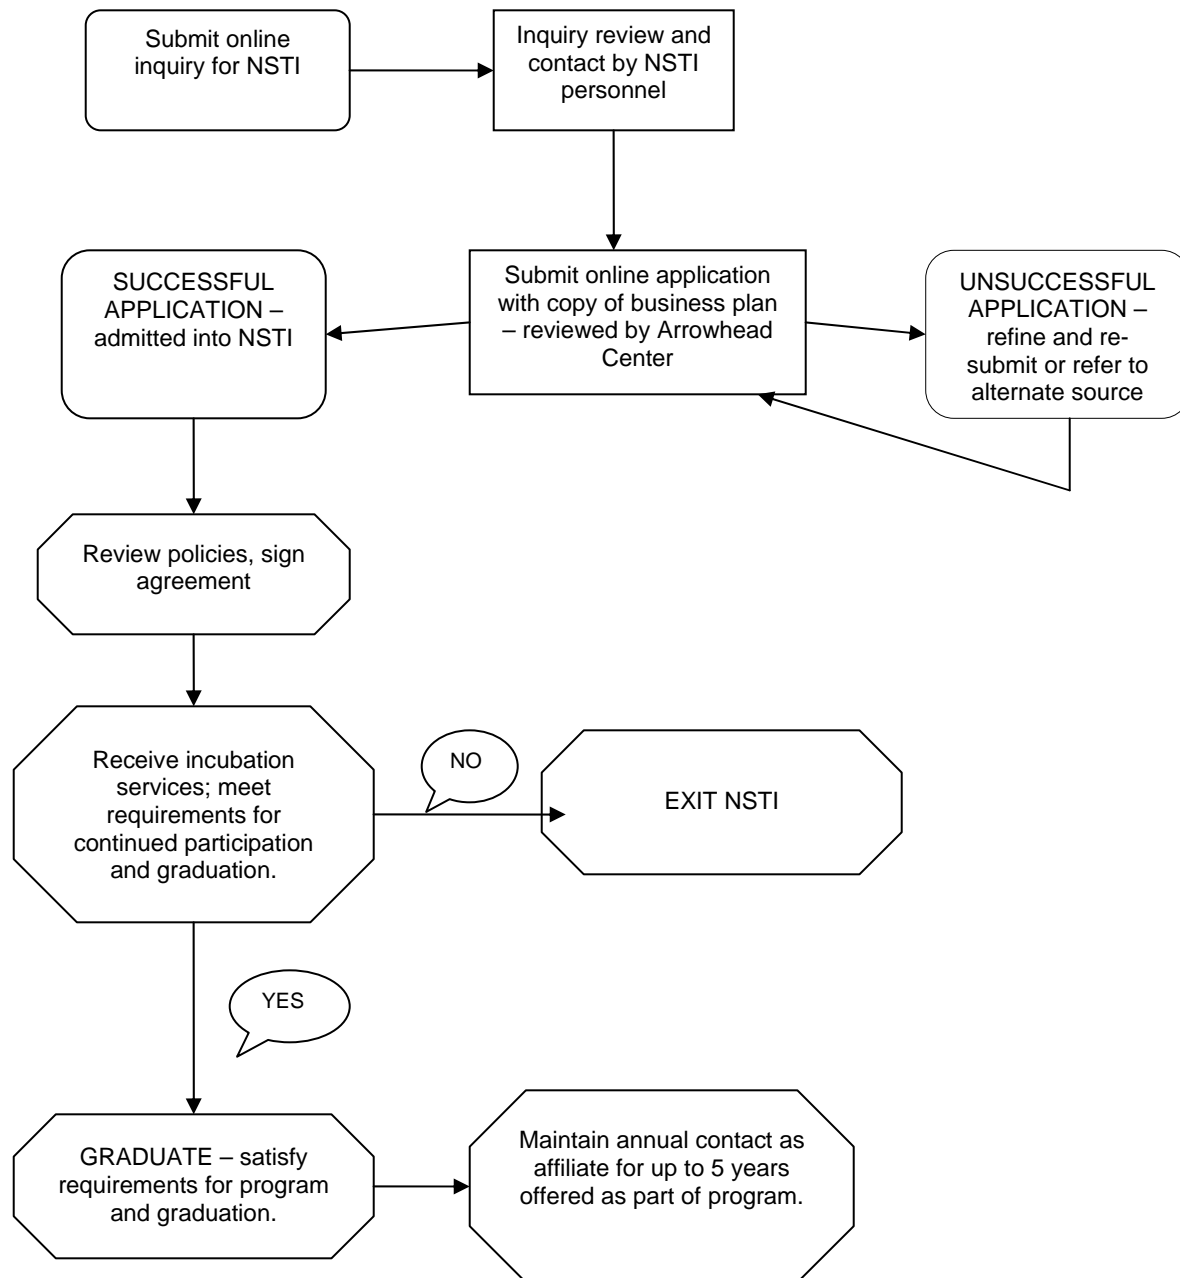 Submit online
inquiry for NSTI
Inquiry review and
contact by NSTI
personnel
SUCCESSFUL
APPLICATION –
admitted into NSTI
Submit online application
with copy of business plan
– reviewed by Arrowhead
Center
UNSUCCESSFUL
APPLICATION –
refine and re-
submit or refer to
alternate source
Review policies, sign
agreement
Receive incubation
services; meet
requirements for
continued participation
and graduation.
NO
EXIT NSTI
YES
GRADUATE – satisfy
requirements for program
and graduation.
Maintain annual contact as
affiliate for up to 5 years
offered as part of program.